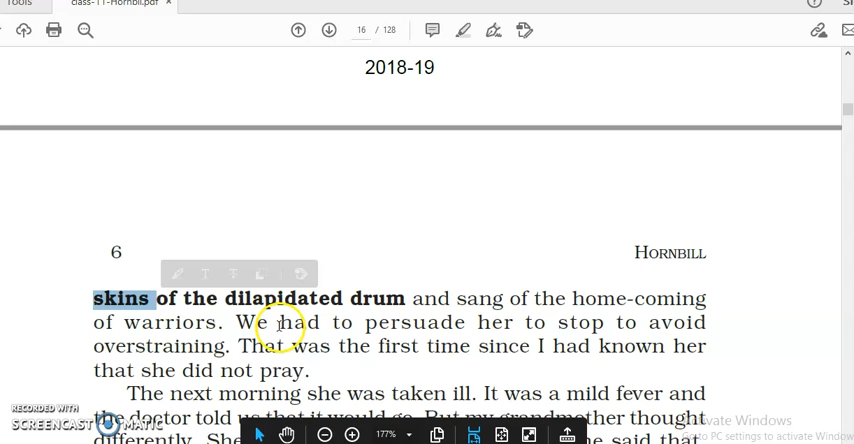 Tools class-11-Hornbil.pdf ×
16 / 128
2018-19
6 HORNBILL
skins of the dilapidated drum and sang of the home-coming
of warriors. We had to persuade her to stop to avoid
overstraining. That was the first time since I had known her
that she did not pray.
The next morning she was taken ill. It was a mild fever and
the doctor told us that it would go. But my grandmother thought
differently. She said that
RECORDED WITH
SCREENCAST MATIC
Activate Windows
Go to PC settings to activate Window
177%